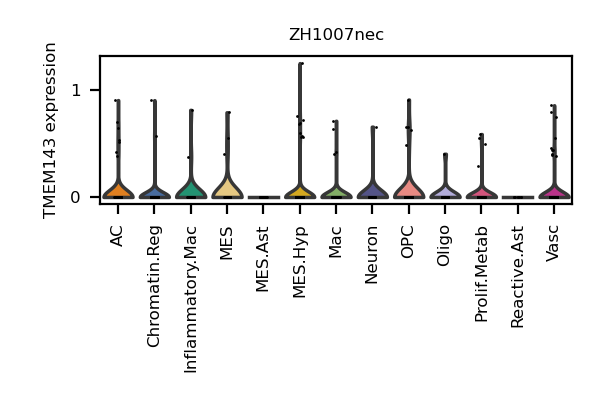 ZH1007nec
TMEM143 expression
1
0
AC
Chromatin.Reg
Inflammatory.Mac
MES
MES.Ast
MES.Hyp
Mac
Neuron
OPC
Oligo
Prolif.Metab
Reactive.Ast
Vasc